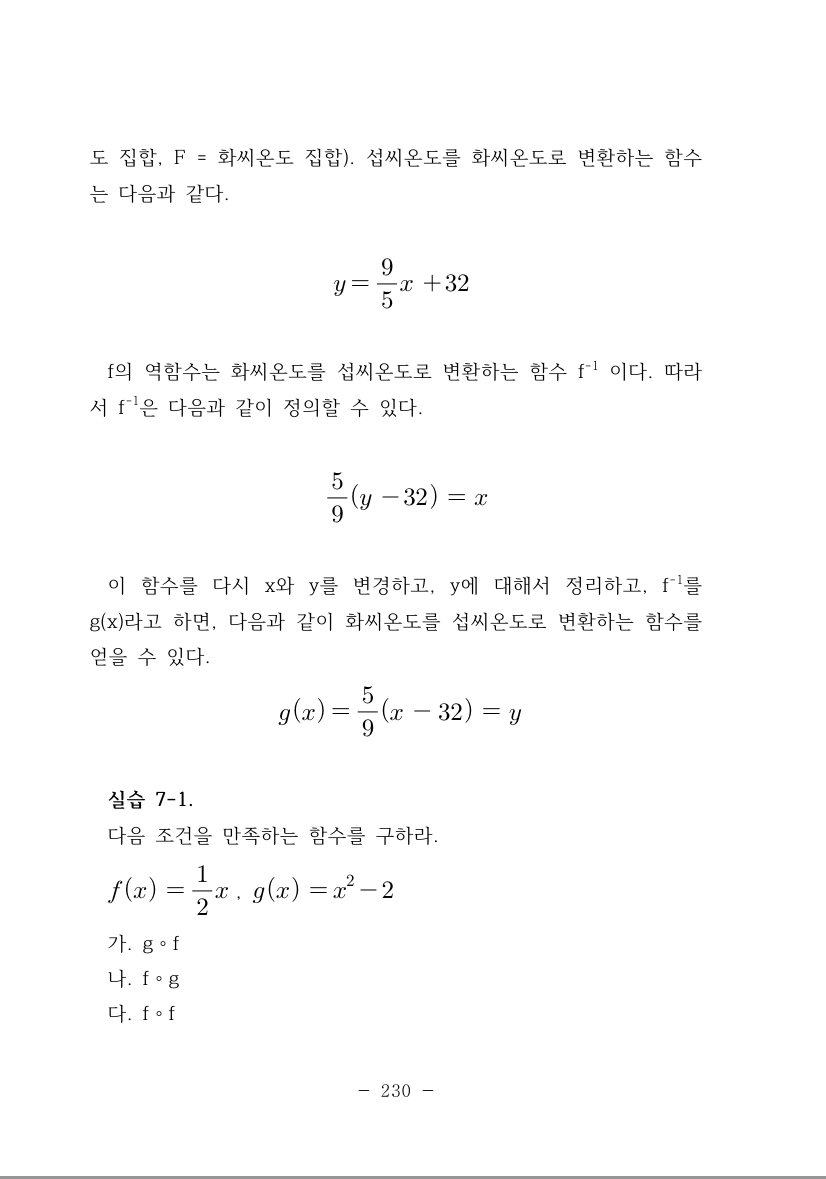 도 집합, F = 화씨온도 집합). 섭씨온도를 화씨온도로 변환하는 함수
는 다음과 같다.
y = 9/5 x + 32
f의 역함수는 화씨온도를 섭씨온도로 변환하는 함수 f⁻¹ 이다. 따라
서 f⁻¹은 다음과 같이 정의할 수 있다.
5/9 (y − 32) = x
이 함수를 다시 x와 y를 변경하고, y에 대해서 정리하고, f⁻¹를
g(x)라고 하면, 다음과 같이 화씨온도를 섭씨온도로 변환하는 함수를
얻을 수 있다.
g(x) = 5/9 (x − 32) = y
실습 7-1.
다음 조건을 만족하는 함수를 구하라.
f(x) = 1/2 x , g(x) = x² − 2
가. g∘f
나. f∘g
다. f∘f
- 230 -